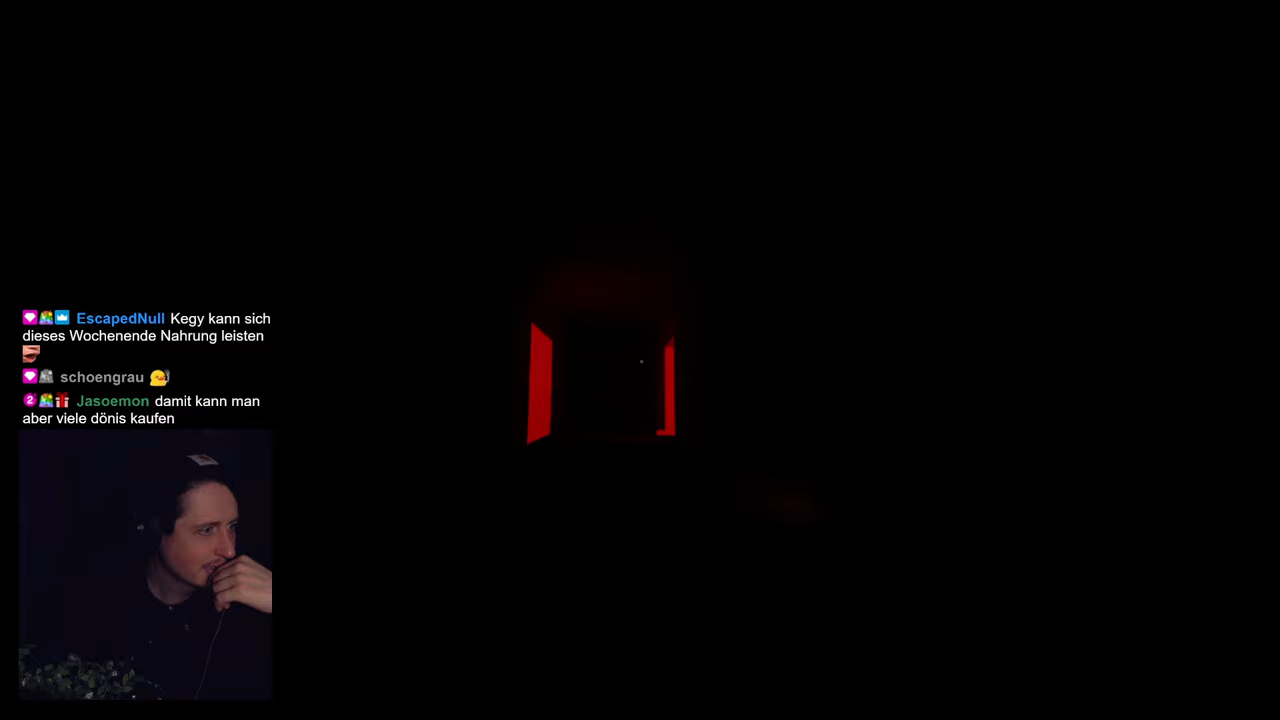 EscapedNull Kegy kann sich
dieses Wochenende Nahrung leisten
schoengrau
Jasoemon damit kann man
aber viele dönis kaufen